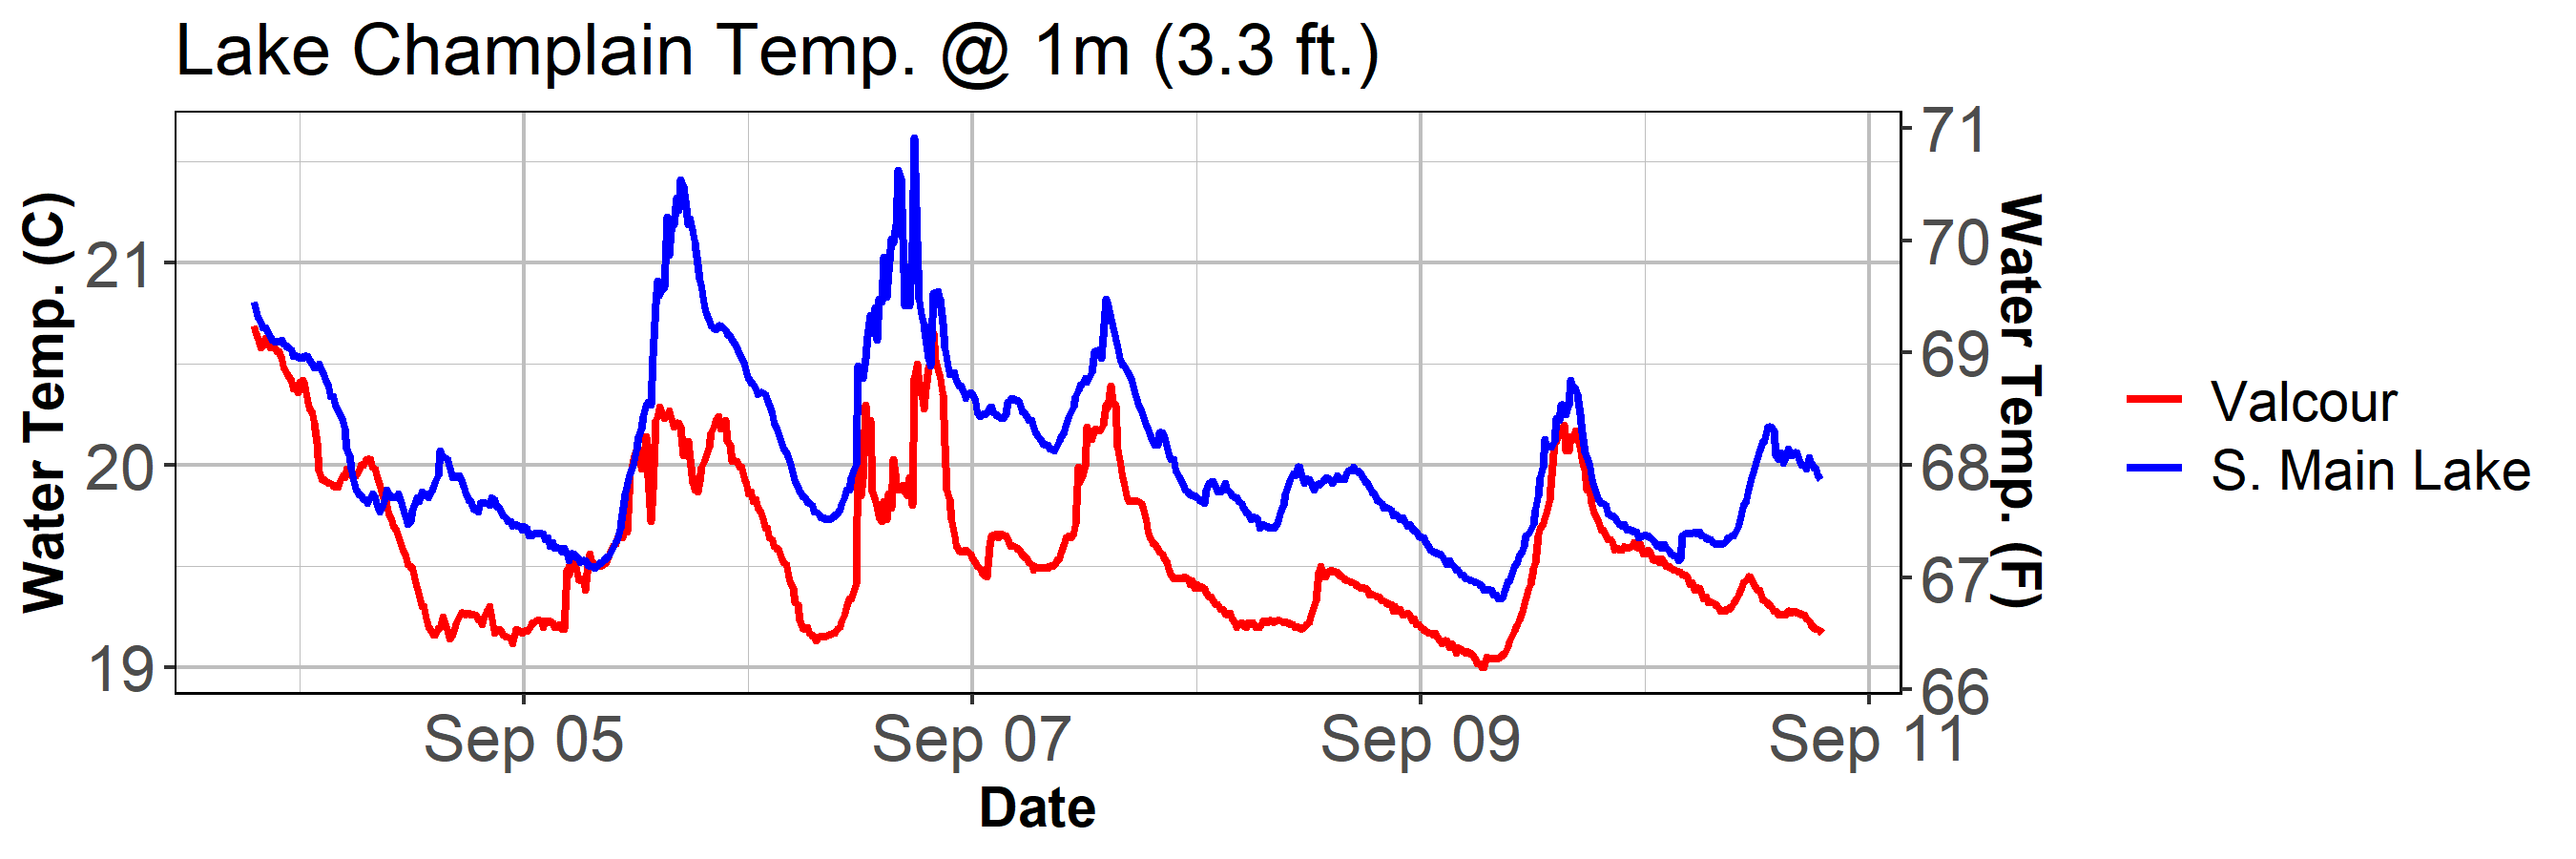 Lake Champlain Temp. @ 1m (3.3 ft.)
Water Temp. (C)
21
20
19
71
70
69
68
67
66
Water Temp. (F)
Sep 05
Sep 07
Sep 09
Sep 11
Date
Valcour
S. Main Lake